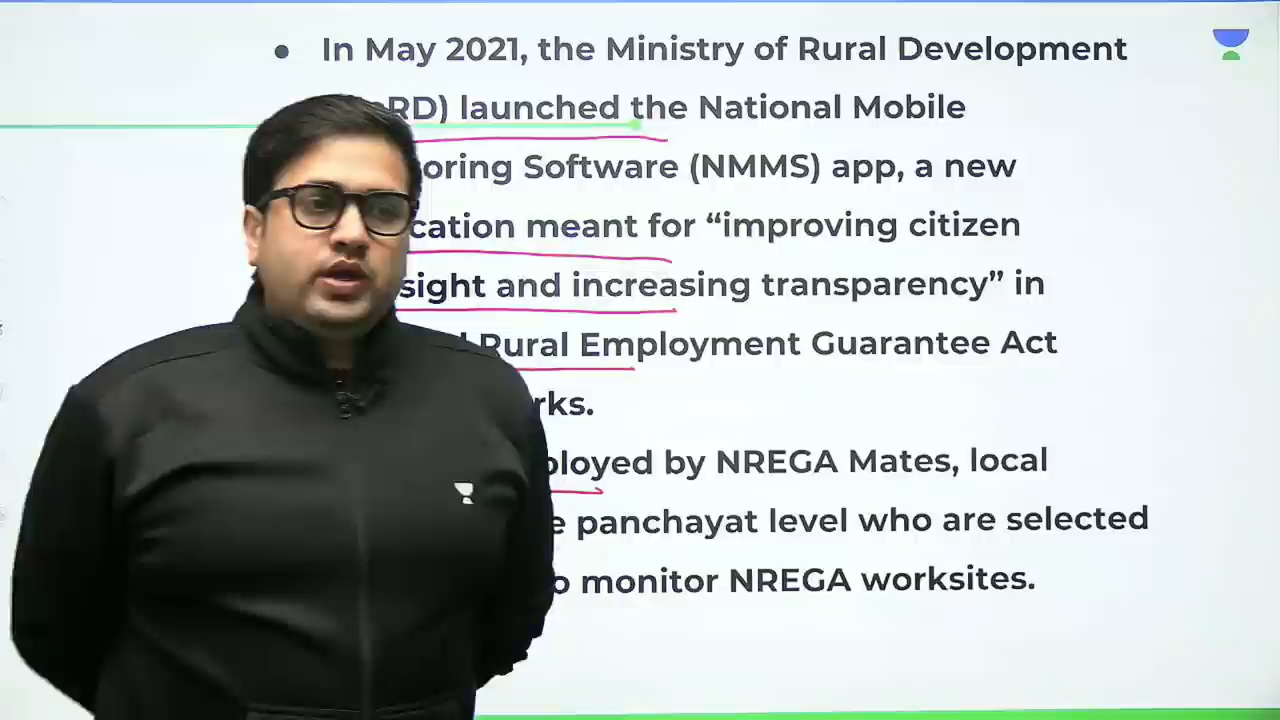 In May 2021, the Ministry of Rural Development
RD) launched the National Mobile
oring Software (NMMS) app, a new
cation meant for “improving citizen
sight and increasing transparency” in
Rural Employment Guarantee Act
rks.
ployed by NREGA Mates, local
e panchayat level who are selected
o monitor NREGA worksites.